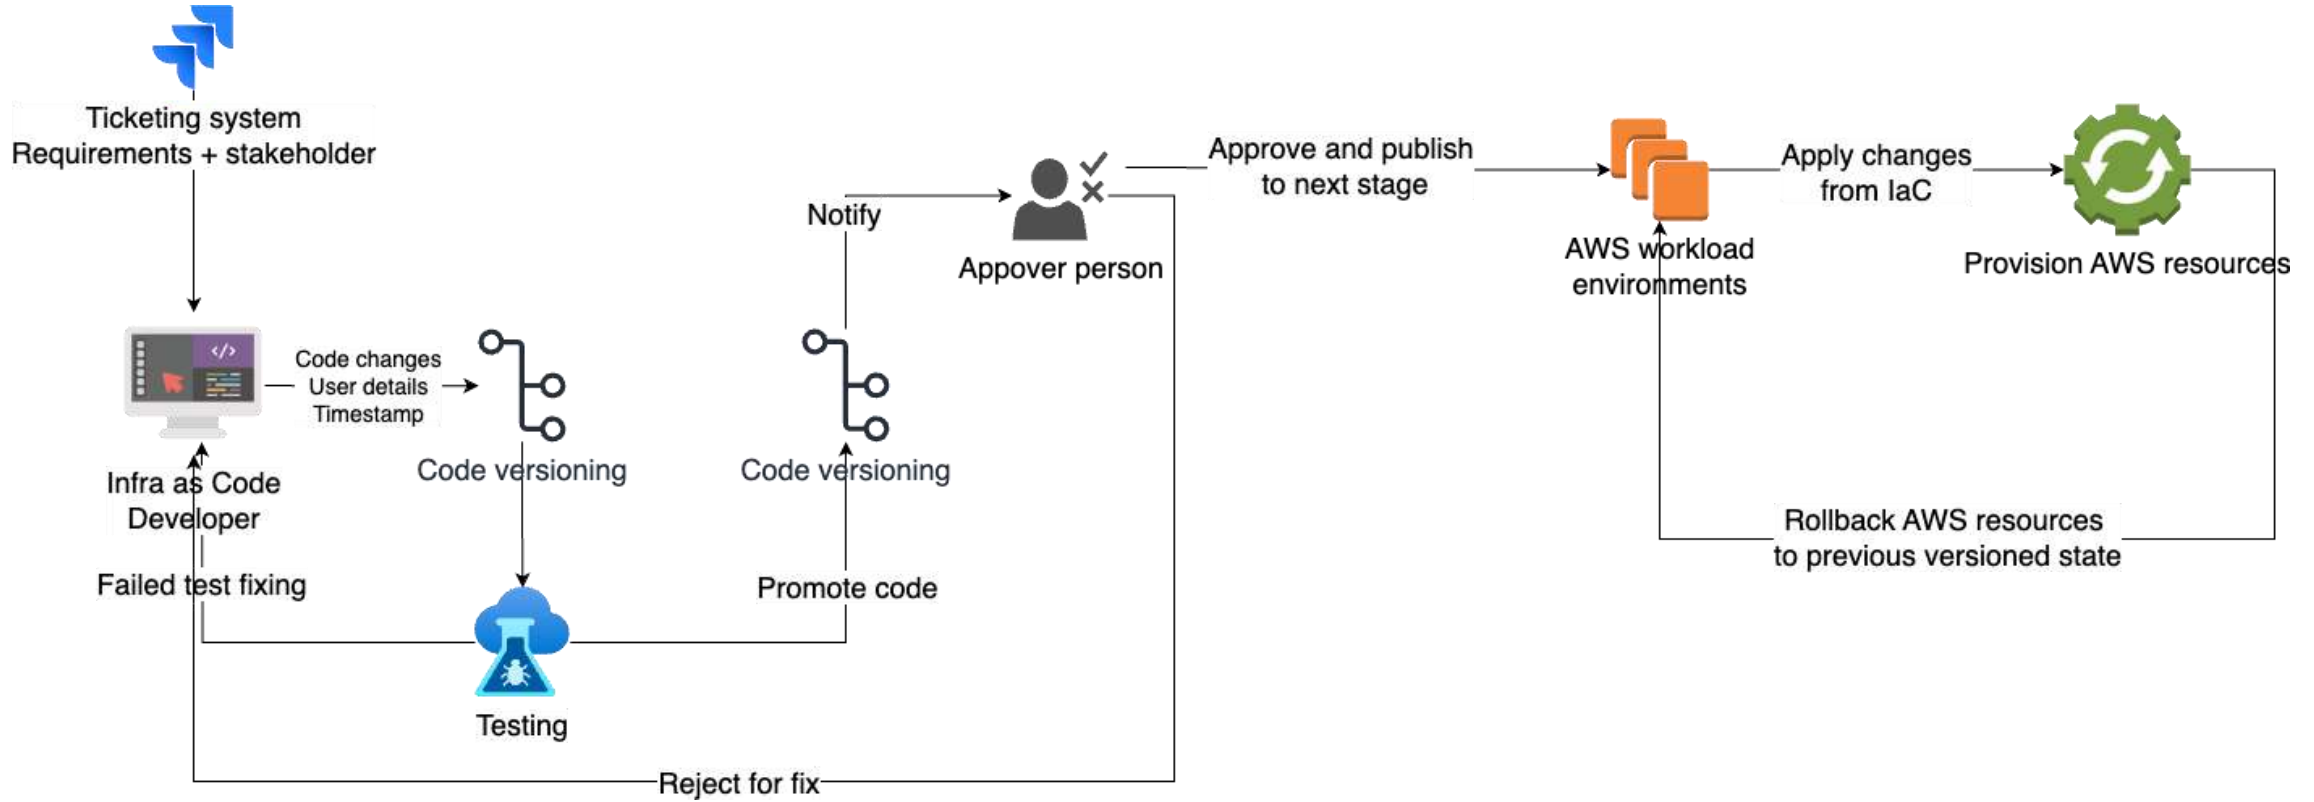 Ticketing system
Requirements + stakeholder
Code changes
User details
Timestamp
Infra as Code
Developer
Failed test fixing
Code versioning
Testing
Promote code
Code versioning
Notify
Appover person
Reject for fix
Approve and publish
to next stage
AWS workload
environments
Apply changes
from IaC
Provision AWS resources
Rollback AWS resources
to previous versioned state